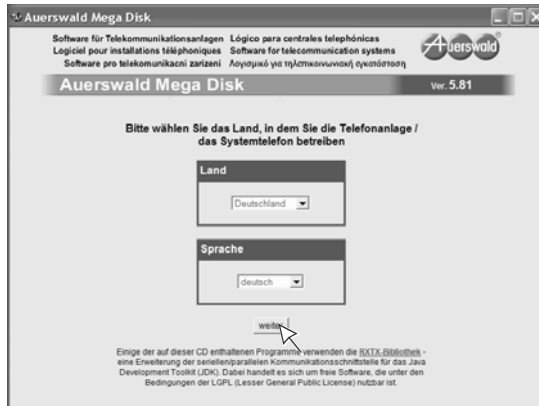 Auerswald Mega Disk
Software für Telekommunikationsanlagen Lógico para centrales telephónicas
Logiciel pour installations téléphoniques Software for telecommunication systems
Software pro telekomunikacni zarizeni Λογισμικό για τηλεπικοινωνιακή εγκατάσταση
Auerswald
Auerswald Mega Disk Ver. 5.81
Bitte wählen Sie das Land, in dem Sie die Telefonanlage /
das Systemtelefon betreiben
Land
Deutschland
Sprache
deutsch
weiter
Einige der auf dieser CD enthaltenen Programme verwenden die RXTX-Bibliothek -
eine Erweiterung der seriellen/parallelen Kommunikationsschnittstelle für das Java
Development Toolkit (JDK). Dabei handelt es sich um freie Software, die unter den
Bedingungen der LGPL (Lesser General Public License) nutzbar ist.